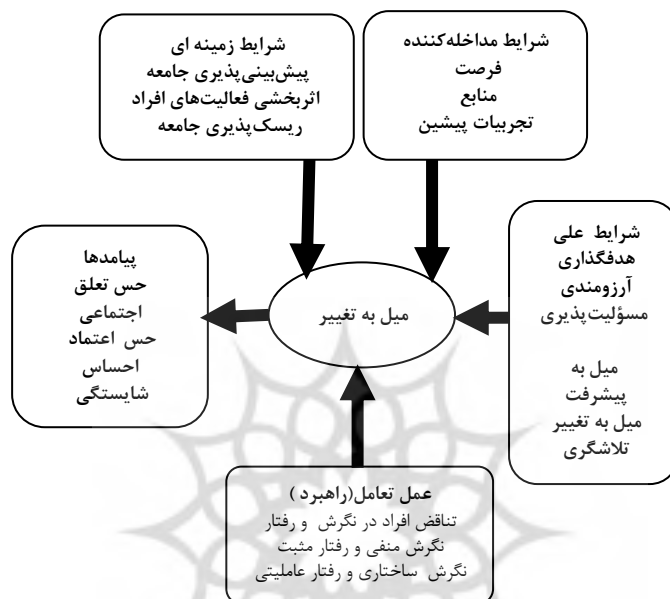 شرایط مداخله‌کننده
فرصت
منابع
تجربیات پیشین
شرایط زمینه ای
پیش‌بینی‌پذیری جامعه
اثربخشی فعالیت‌های افراد
ریسک‌پذیری جامعه
شرایط علی
هدفگذاری
آرزومندی
مسؤلیت‌پذیری
میل به
پیشرفت
میل به تغییر
تلاشگری
میل به تغییر
پیامدها
حس تعلق
اجتماعی
حس اعتماد
احساس
شایستگی
عمل تعامل(راهبرد )
تناقض افراد در نگرش و رفتار
نگرش منفی و رفتار مثبت
نگرش ساختاری و رفتار عاملیتی